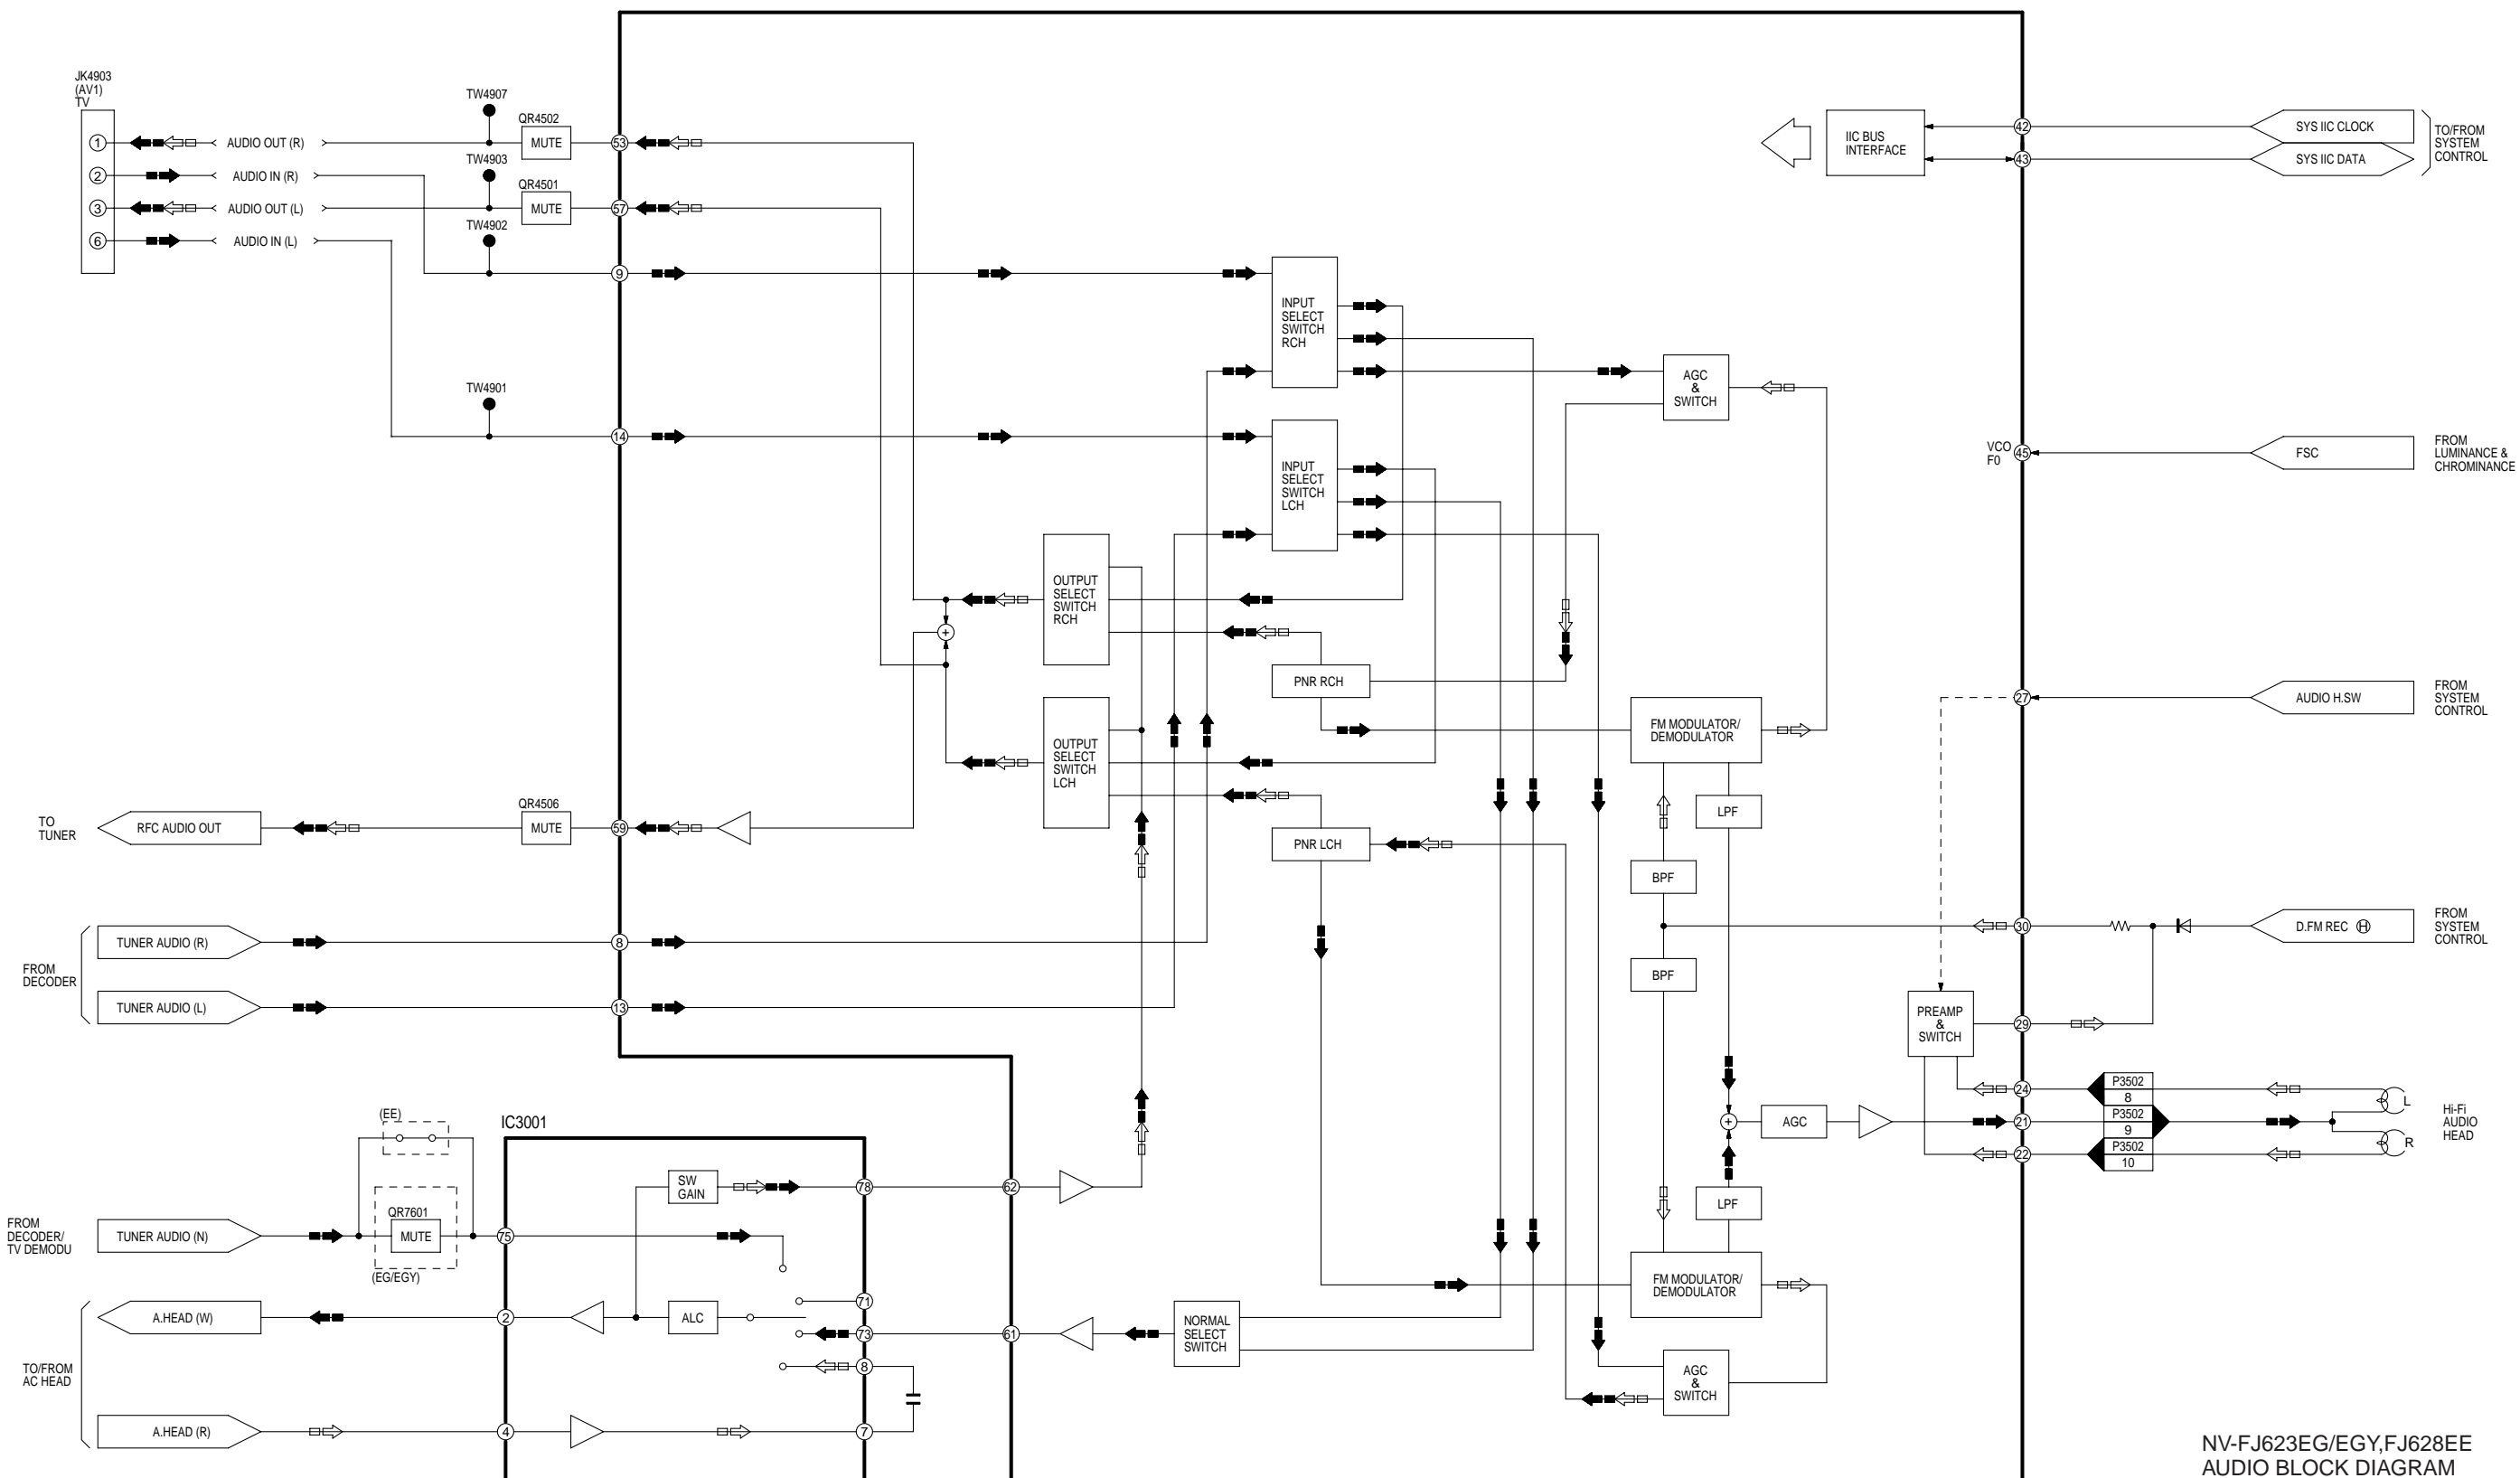 JK4903
(AV1)
TV
1
AUDIO OUT (R)
2
AUDIO IN (R)
3
AUDIO OUT (L)
6
AUDIO IN (L)
TW4907
QR4502
MUTE
53
TW4903
QR4501
MUTE
57
TW4902
9
TW4901
14
INPUT
SELECT
SWITCH
RCH
INPUT
SELECT
SWITCH
LCH
AGC
&
SWITCH
IIC BUS
INTERFACE
42
43
SYS IIC CLOCK
SYS IIC DATA
TO/FROM
SYSTEM
CONTROL
VCO
F0
45
FSC
FROM
LUMINANCE &
CHROMINANCE
OUTPUT
SELECT
SWITCH
RCH
+
PNR RCH
OUTPUT
SELECT
SWITCH
LCH
PNR LCH
FM MODULATOR/
DEMODULATOR
LPF
BPF
BPF
27
AUDIO H.SW
FROM
SYSTEM
CONTROL
TO
TUNER
RFC AUDIO OUT
QR4506
MUTE
59
FROM
DECODER
TUNER AUDIO (R)
8
TUNER AUDIO (L)
13
30
D.FM REC H
FROM
SYSTEM
CONTROL
PREAMP
&
SWITCH
29
24
P3502
8
21
P3502
9
22
P3502
10
L
R
Hi-Fi
AUDIO
HEAD
+
AGC
LPF
FM MODULATOR/
DEMODULATOR
AGC
&
SWITCH
(EE)
IC3001
SW
GAIN
78
62
FROM
DECODER/
TV DEMODU
TUNER AUDIO (N)
QR7601
MUTE
(EG/EGY)
75
71
A.HEAD (W)
2
ALC
73
61
NORMAL
SELECT
SWITCH
8
TO/FROM
AC HEAD
A.HEAD (R)
4
7
NV-FJ623EG/EGY,FJ628EE
AUDIO BLOCK DIAGRAM